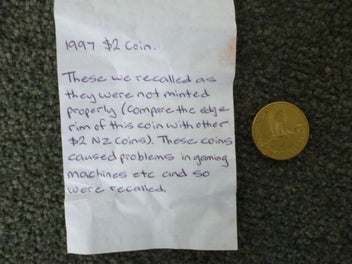 1997 $2 coin.
These we recalled as
they were not minted
properly (compare the edge
rim of this coin with other
$2 NZ coins). These coins
caused problems in gaming
machines etc and so
were recalled.